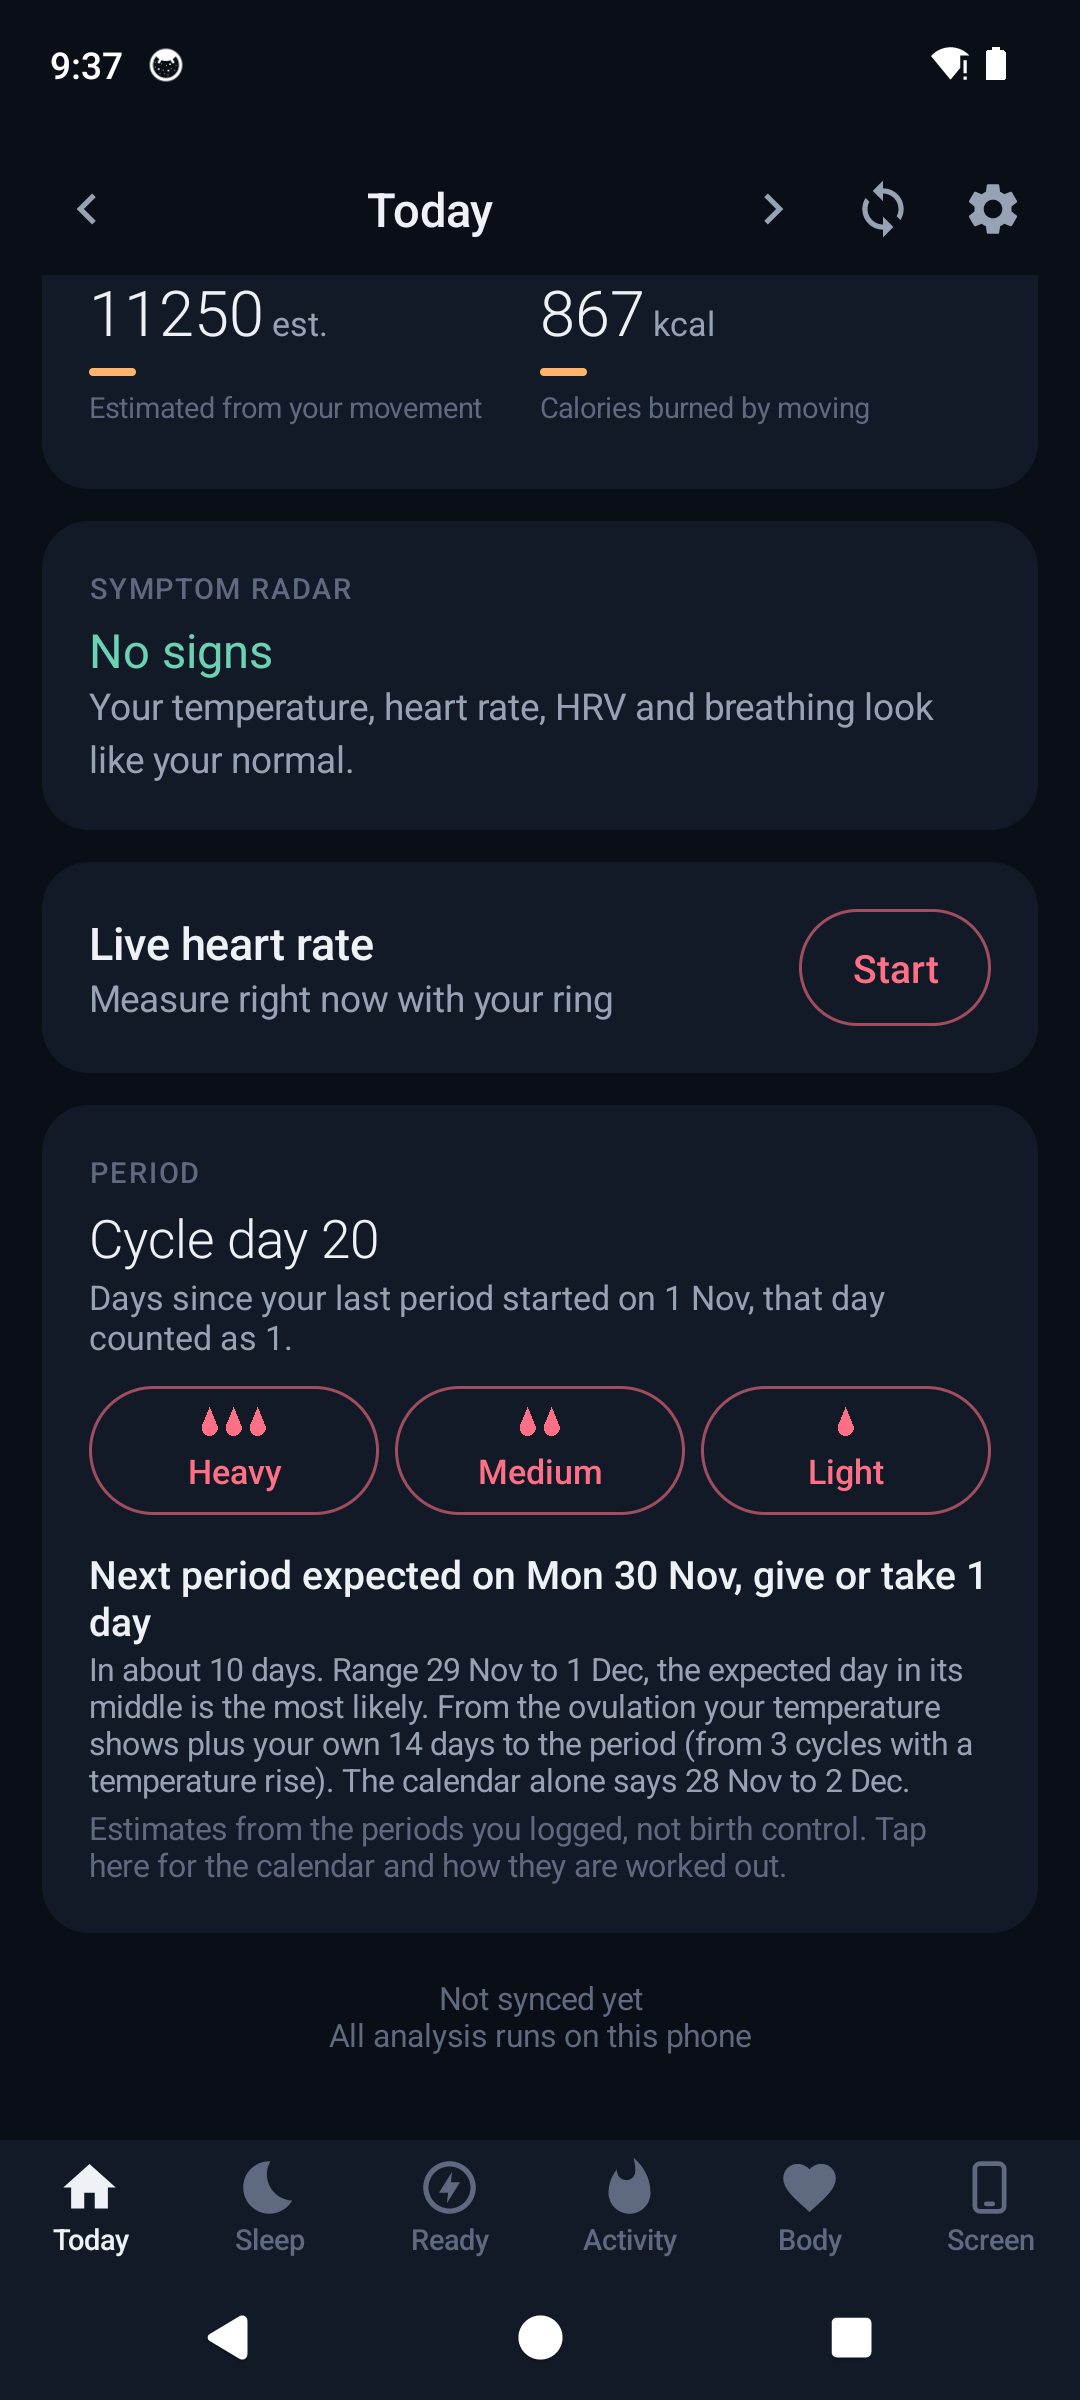 9:37
Today
11250 est.
867 kcal
Estimated from your movement
Calories burned by moving
SYMPTOM RADAR
No signs
Your temperature, heart rate, HRV and breathing look
like your normal.
Live heart rate
Measure right now with your ring
Start
PERIOD
Cycle day 20
Days since your last period started on 1 Nov, that day
counted as 1.
Heavy
Medium
Light
Next period expected on Mon 30 Nov, give or take 1
day
In about 10 days. Range 29 Nov to 1 Dec, the expected day in its
middle is the most likely. From the ovulation your temperature
shows plus your own 14 days to the period (from 3 cycles with a
temperature rise). The calendar alone says 28 Nov to 2 Dec.
Estimates from the periods you logged, not birth control. Tap
here for the calendar and how they are worked out.
Not synced yet
All analysis runs on this phone
Today
Sleep
Ready
Activity
Body
Screen